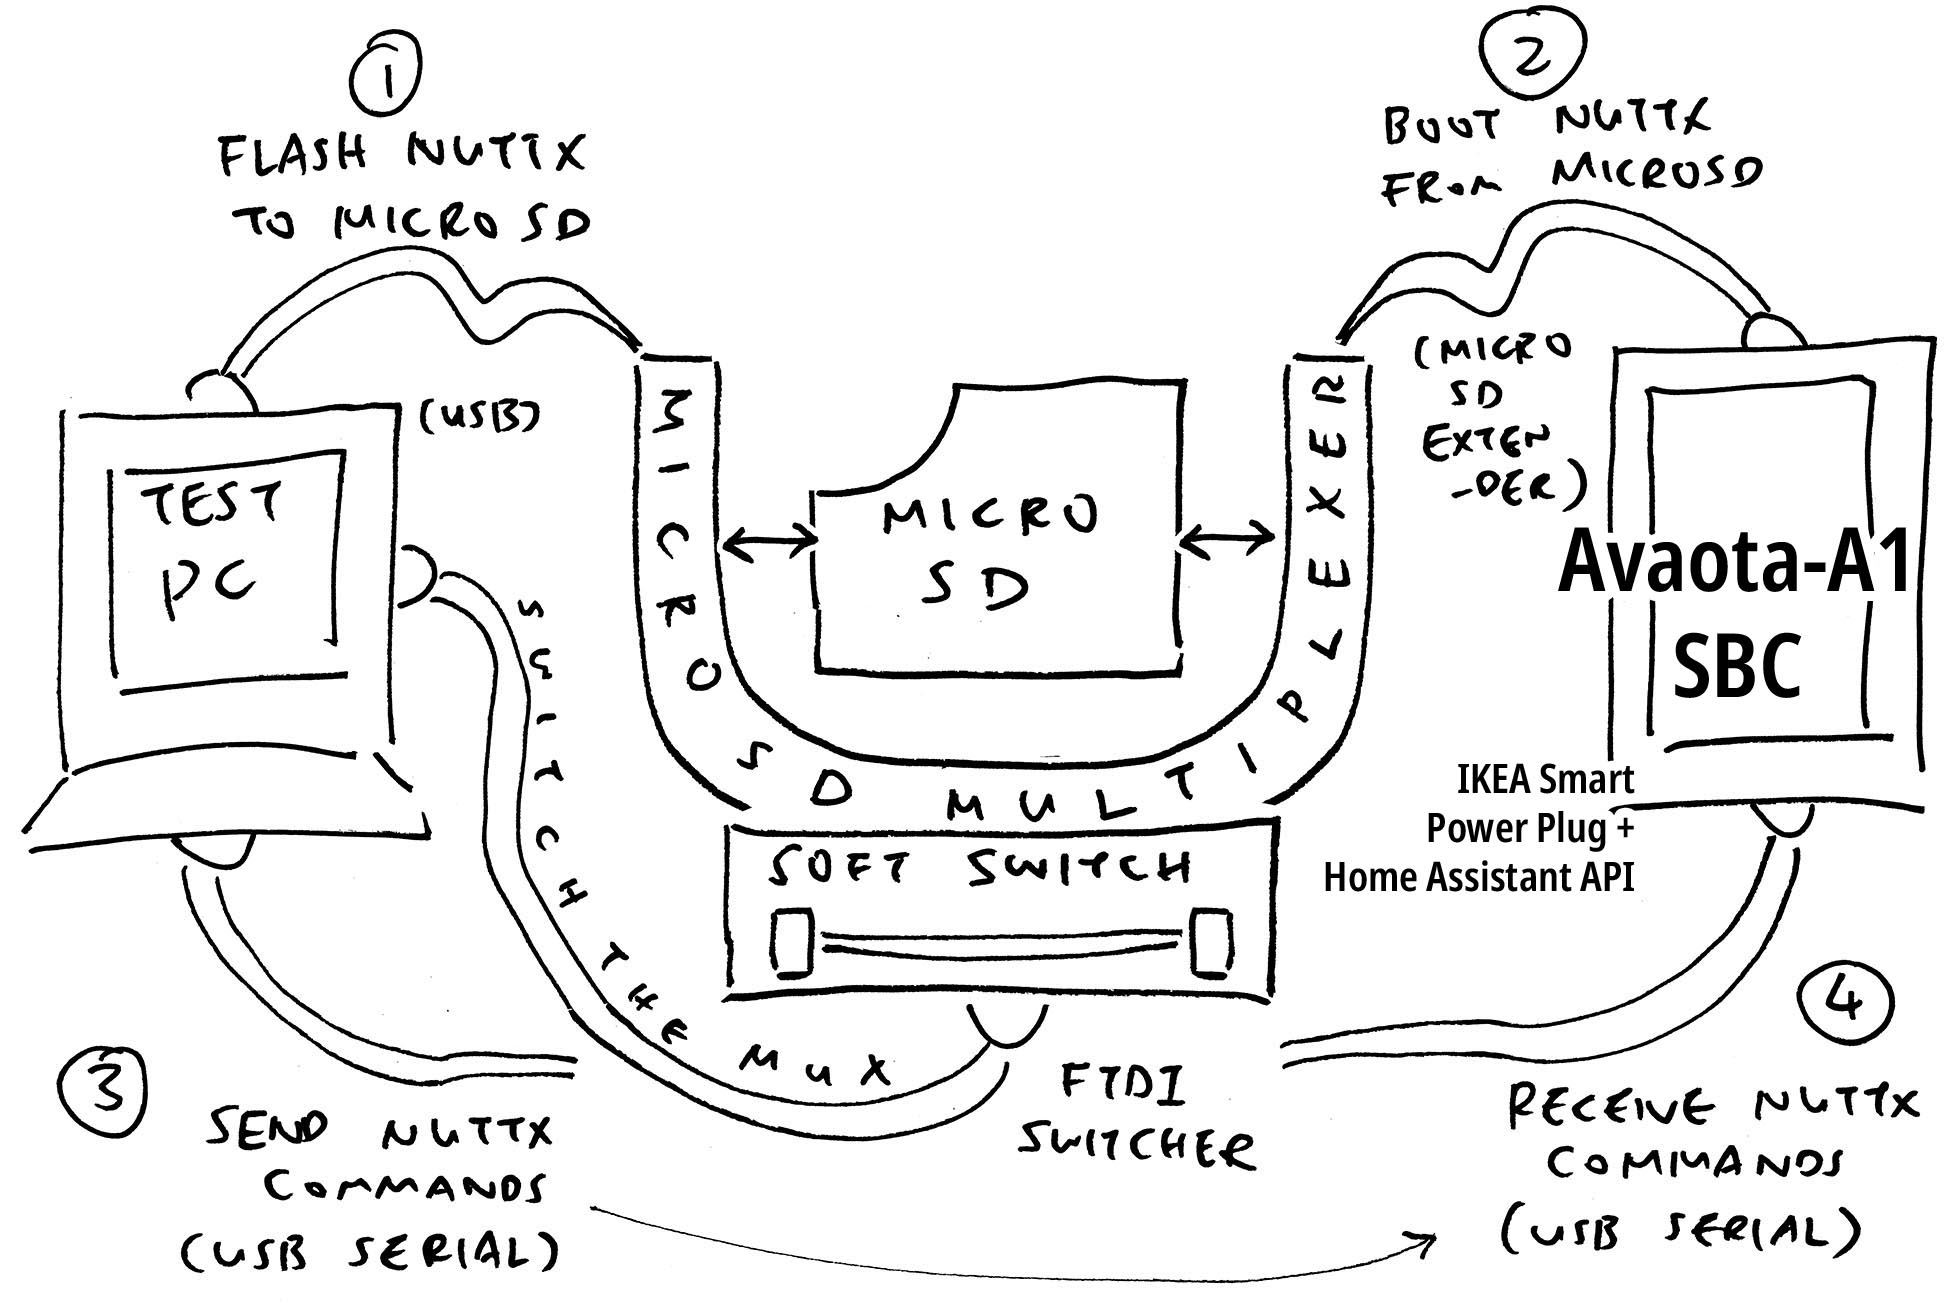 1
FLASH NUTTX
TO MICRO SD
2
BOOT NUTTX
FROM MICROSD
(USB)
TEST
PC
MICRO SD MULTIPLEXER
MICRO
SD
(MICRO
SD
EXTEN
-DER)
Avaota-A1
SBC
IKEA Smart
Power Plug +
Home Assistant API
SWITCH THE MUX
SOFT SWITCH
FTDI
SWITCHER
3
SEND NUTTX
COMMANDS
(USB SERIAL)
4
RECEIVE NUTTX
COMMANDS
(USB SERIAL)